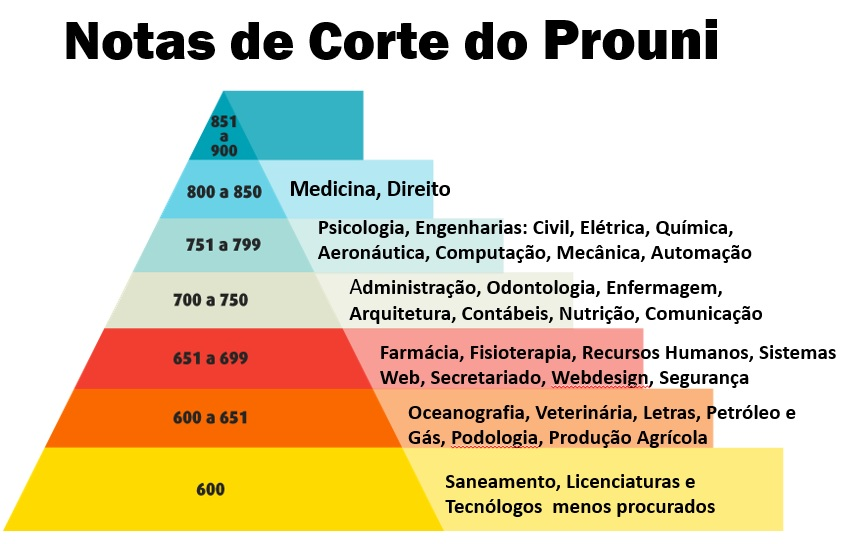 Notas de Corte do Prouni
851
a
900
800 a 850
Medicina, Direito
751 a 799
Psicologia, Engenharias: Civil, Elétrica, Química,
Aeronáutica, Computação, Mecânica, Automação
700 a 750
Administração, Odontologia, Enfermagem,
Arquitetura, Contábeis, Nutrição, Comunicação
651 a 699
Farmácia, Fisioterapia, Recursos Humanos, Sistemas
Web, Secretariado, Webdesign, Segurança
600 a 651
Oceanografia, Veterinária, Letras, Petróleo e
Gás, Podologia, Produção Agrícola
600
Saneamento, Licenciaturas e
Tecnólogos  menos procurados